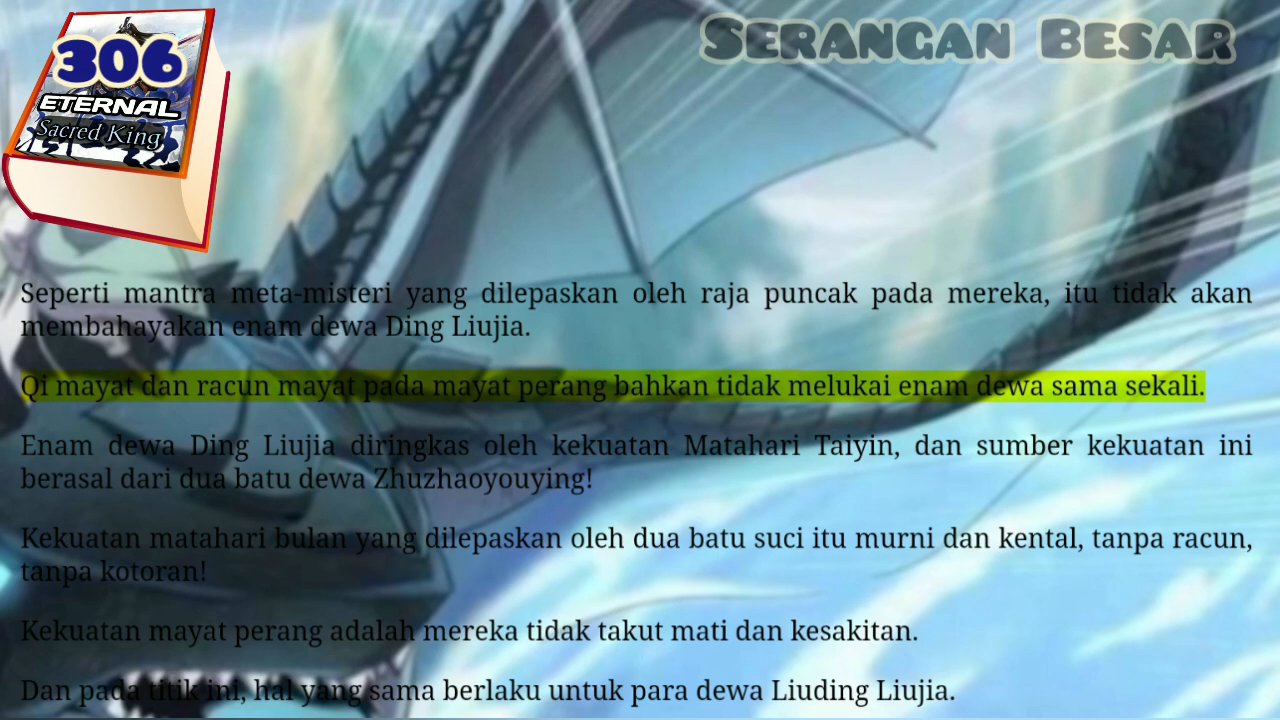 306
ETERNAL
Sacred King
SERANGAN BESAR
Seperti mantra meta-misteri yang dilepaskan oleh raja puncak pada mereka, itu tidak akan
membahayakan enam dewa Ding Liujia.
Qi mayat dan racun mayat pada mayat perang bahkan tidak melukai enam dewa sama sekali.
Enam dewa Ding Liujia diringkas oleh kekuatan Matahari Taiyin, dan sumber kekuatan ini
berasal dari dua batu dewa Zhuzhaoyouying!
Kekuatan matahari bulan yang dilepaskan oleh dua batu suci itu murni dan kental, tanpa racun,
tanpa kotoran!
Kekuatan mayat perang adalah mereka tidak takut mati dan kesakitan.
Dan pada titik ini, hal yang sama berlaku untuk para dewa Liuding Liujia.